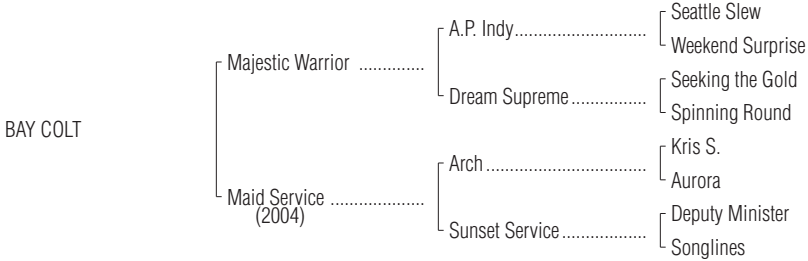 Seattle Slew
A.P. Indy..............................
Weekend Surprise
Majestic Warrior ...............
Seeking the Gold
Dream Supreme.................
Spinning Round
BAY COLT
Kris S.
Arch.....................................
Aurora
Maid Service .....................
(2004)
Deputy Minister
Sunset Service...................
Songlines